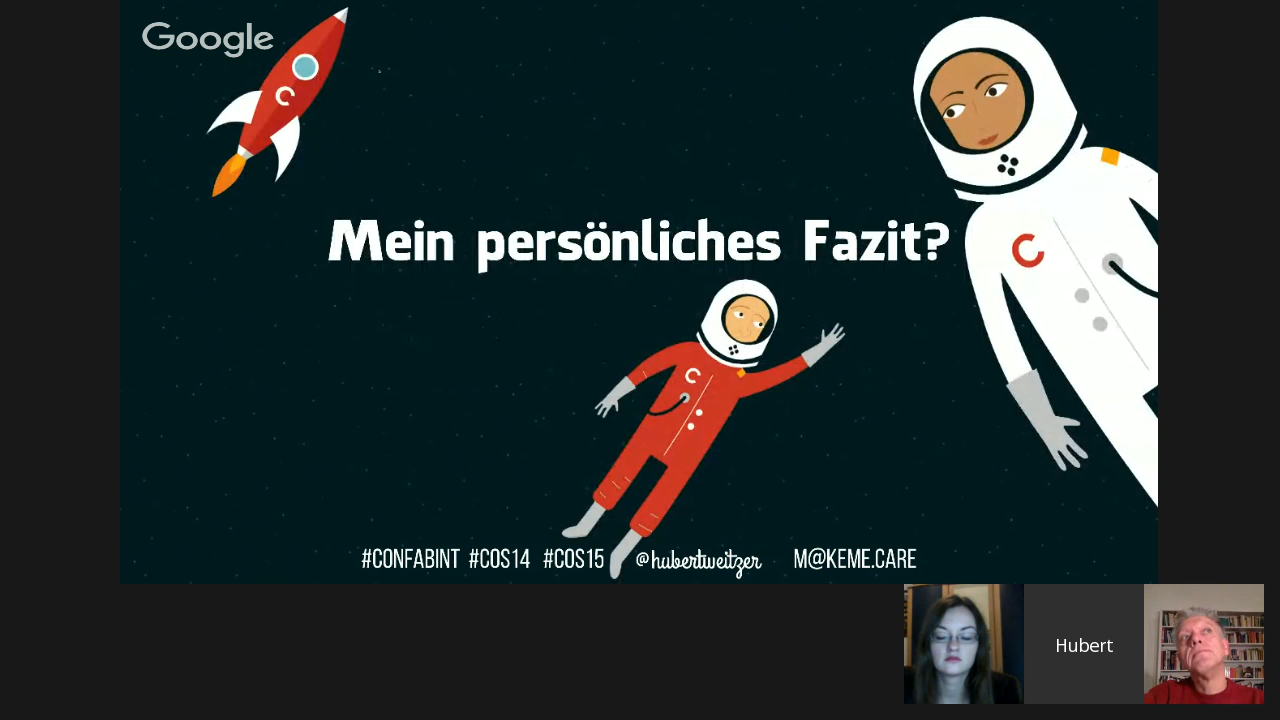 Google
Mein persönliches Fazit?
#CONFABINT #COS14 #COS15 @hubertweitzer M@KEME.CARE
Hubert